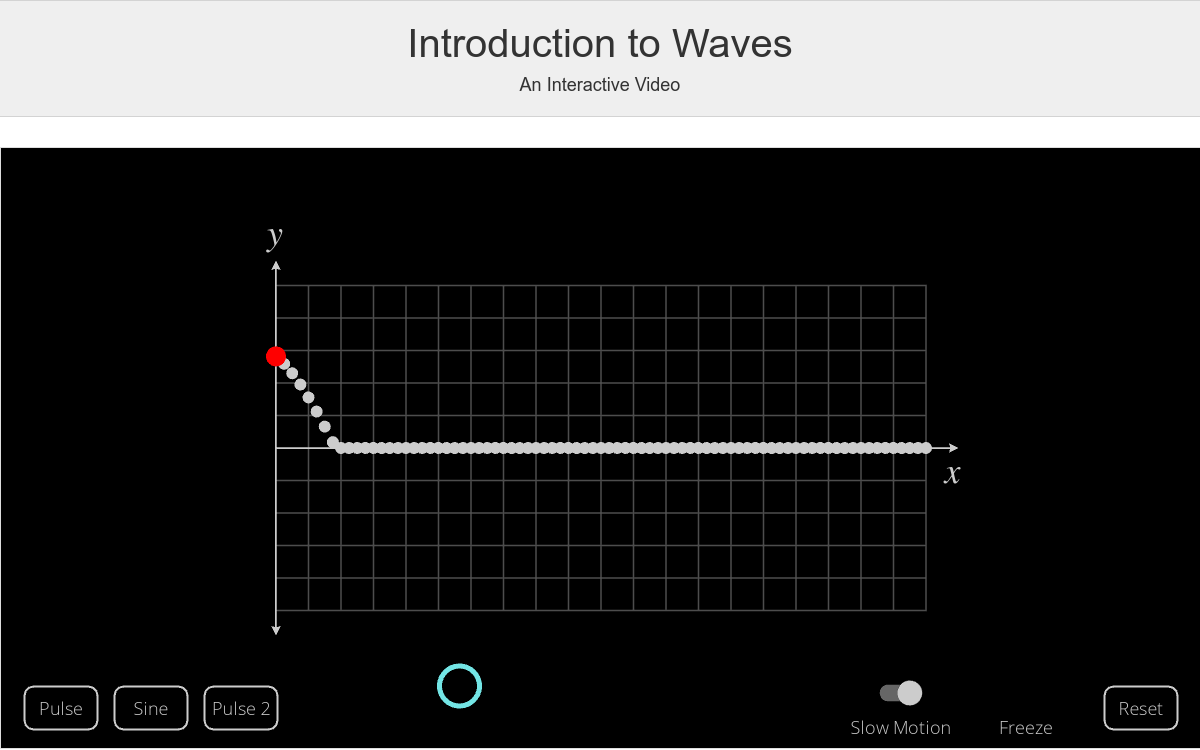 Introduction to Waves
An Interactive Video
y
x
Pulse
Sine
Pulse 2
Slow Motion
Freeze
Reset